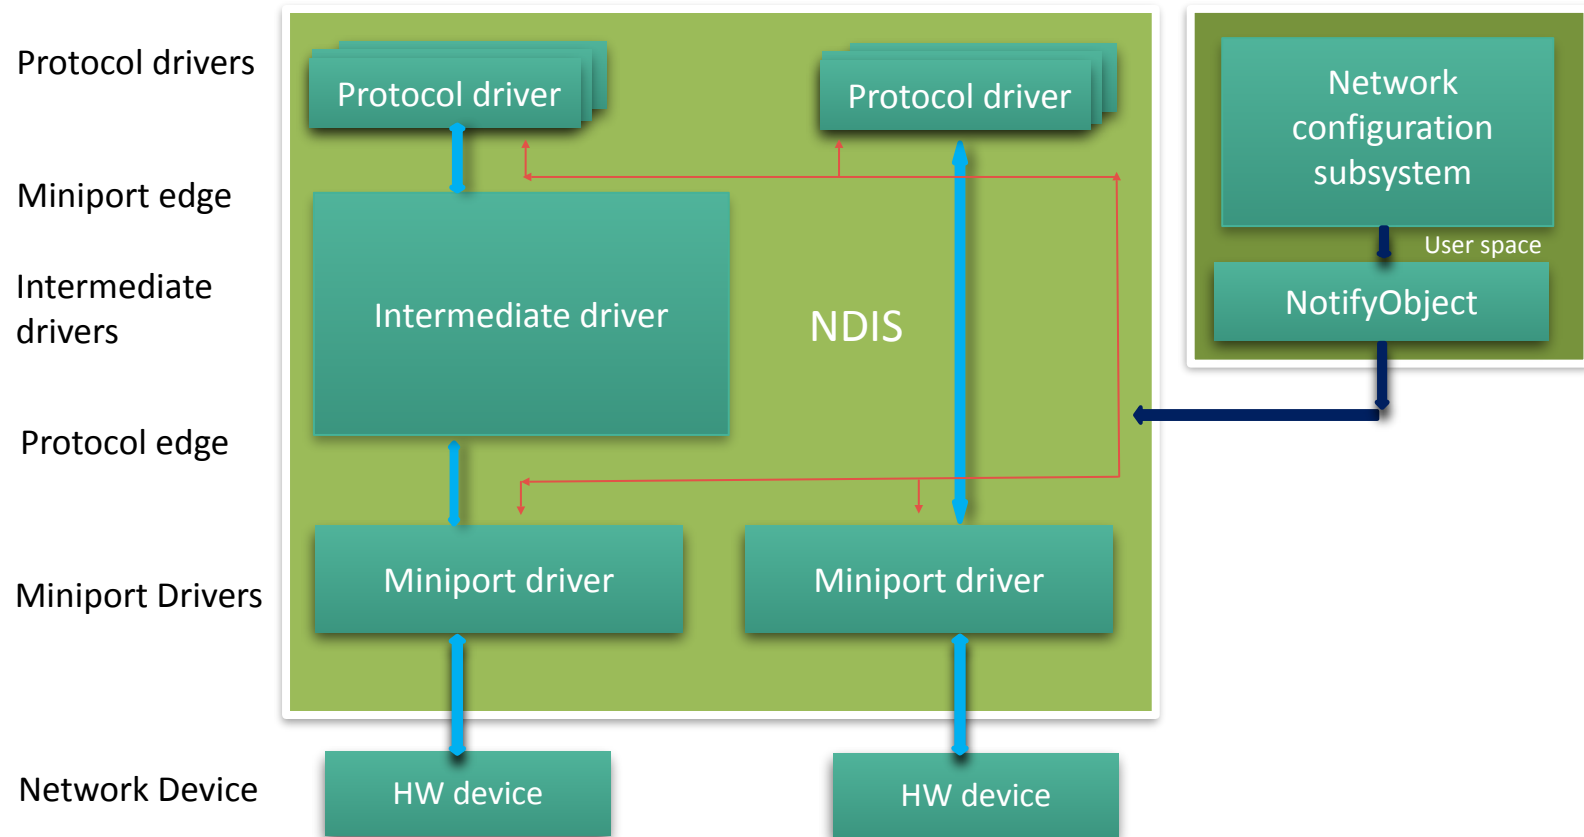 Protocol drivers
Protocol driver
Protocol driver
Network
configuration
subsystem
Miniport edge
User space
Intermediate
drivers
Intermediate driver
NDIS
NotifyObject
Protocol edge
Miniport Drivers
Miniport driver
Miniport driver
Network Device
HW device
HW device